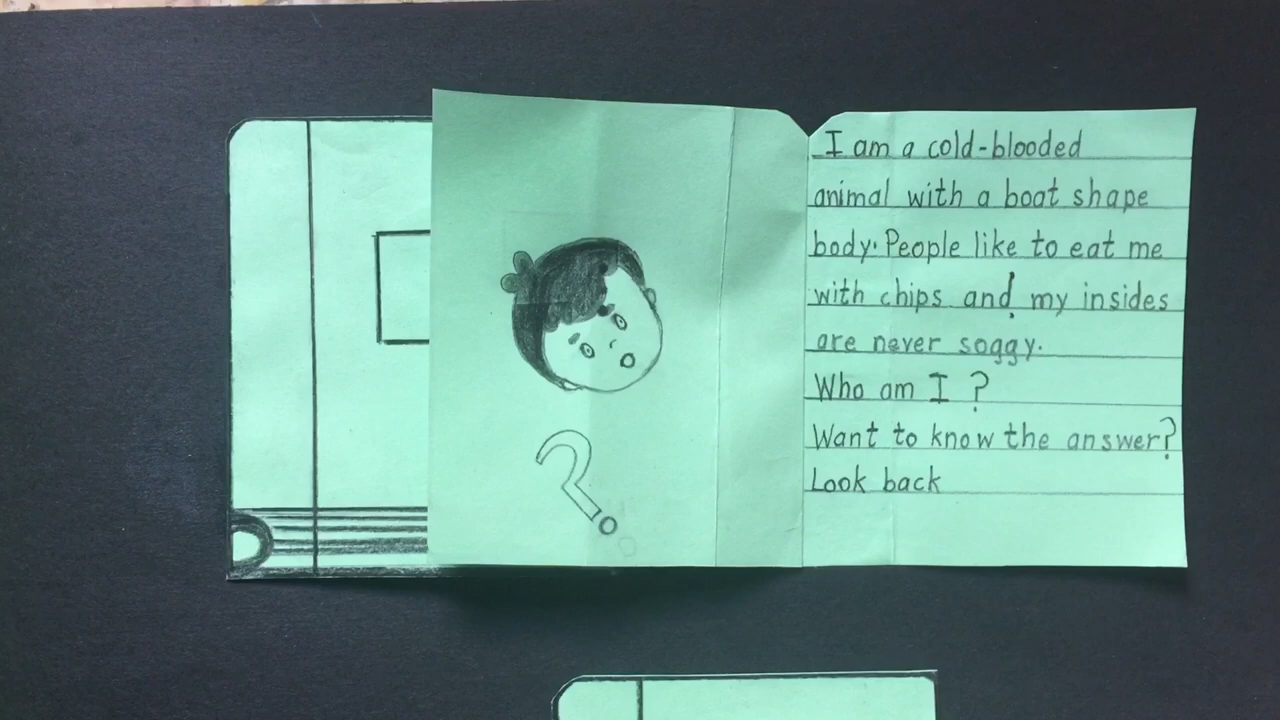 I am a cold-blooded
animal with a boat shape
body. People like to eat me
with chips and, my insides
are never soggy.
Who am I ?
Want to know the answer?
Look back
?